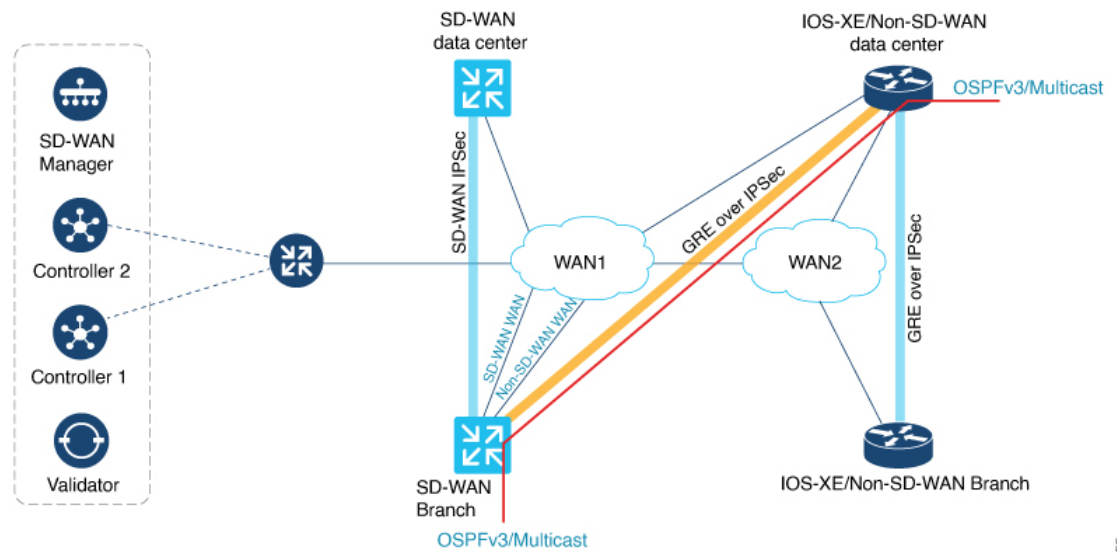 SD-WAN
Manager
Controller 2
Controller 1
Validator
SD-WAN
data center
IOS-XE/Non-SD-WAN
data center
OSPFv3/Multicast
SD-WAN IPSec
GRE over IPSec
WAN1
WAN2
GRE over IPSec
SD-WAN WAN
Non-SD-WAN WAN
SD-WAN
Branch
OSPFv3/Multicast
IOS-XE/Non-SD-WAN Branch